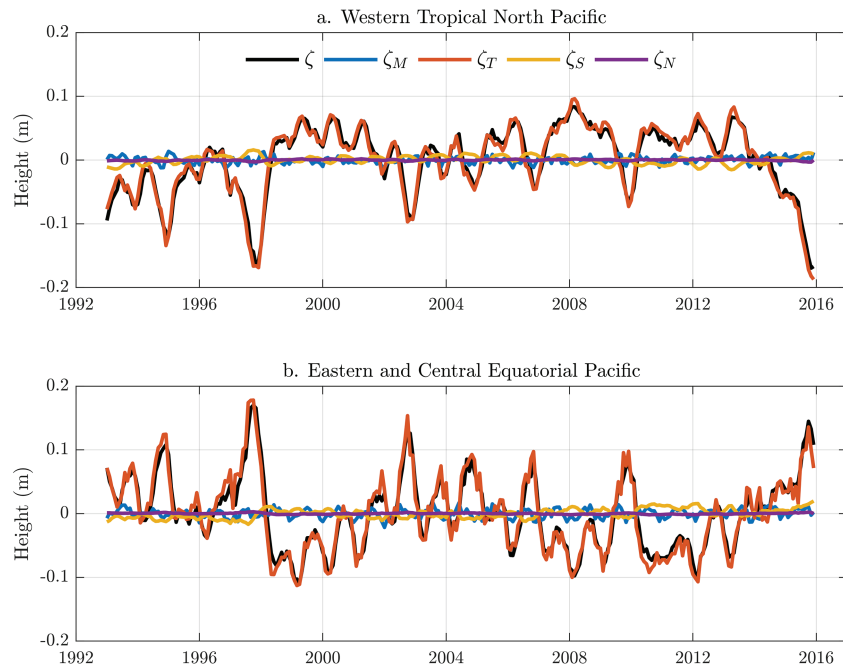 a. Western Tropical North Pacific
ζ ζM ζT ζS ζN
Height (m)
0.2
0.1
0
-0.1
-0.2
1992 1996 2000 2004 2008 2012 2016
b. Eastern and Central Equatorial Pacific
Height (m)
0.2
0.1
0
-0.1
-0.2
1992 1996 2000 2004 2008 2012 2016